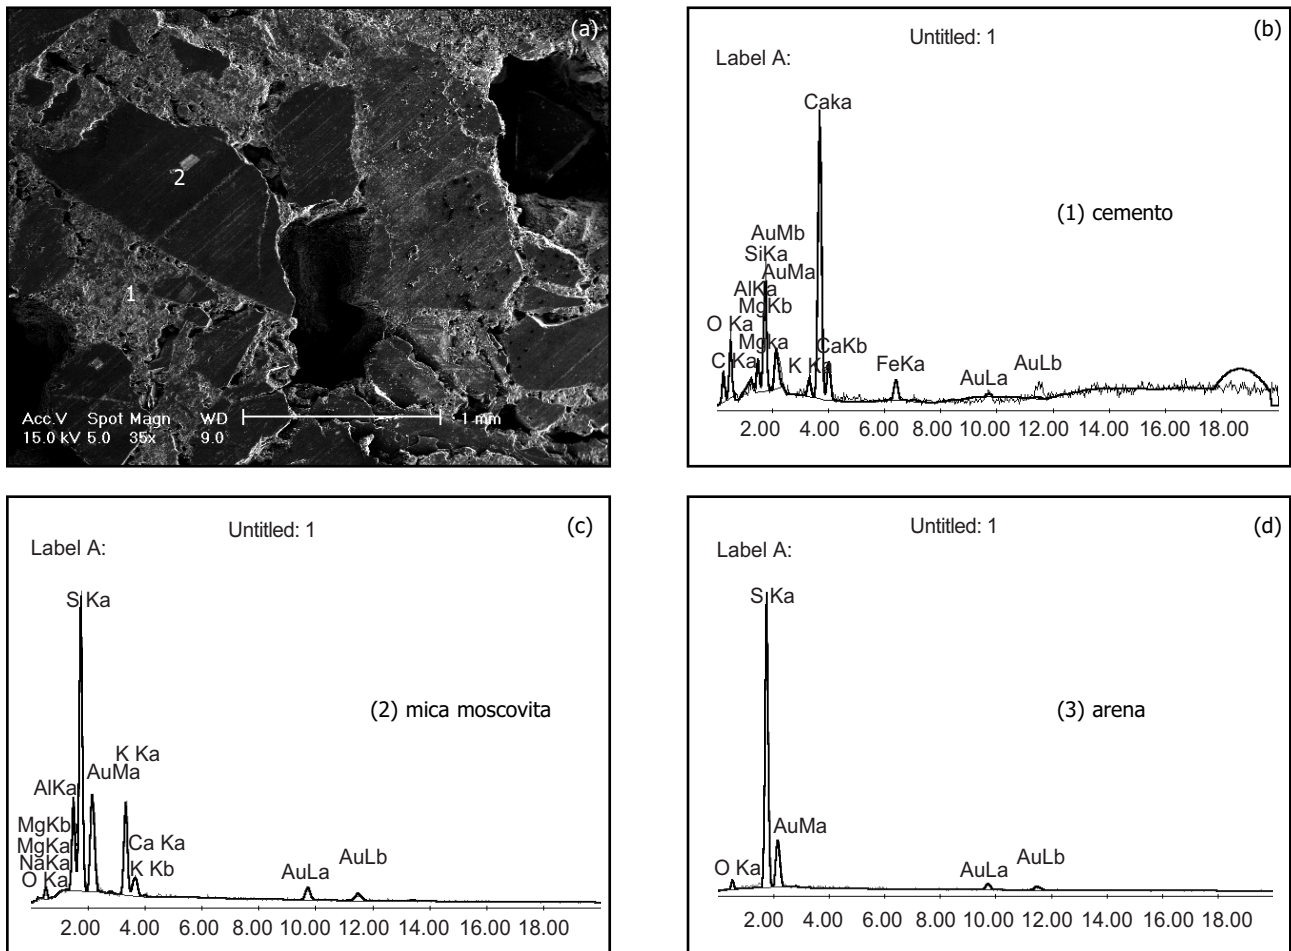 (a)
2
1
Acc.V Spot Magn WD
15.0 kV 5.0 35x 9.0
1 mm
(b)
Untitled: 1
Label A:
Caka
(1) cemento
AuMb
SiKa
AuMa
AlKa
MgKb
O Ka
Mgka
CaKb
C Ka
K K
FeKa
AuLa
AuLb
2.00 4.00 6.00 8.00 10.00 12.00 14.00 16.00 18.00
(c)
Untitled: 1
Label A:
S Ka
(2) mica moscovita
K Ka
AuMa
AlKa
MgKb
Ca Ka
MgKa
NaKa
K Kb
O Ka
AuLa
AuLb
2.00 4.00 6.00 8.00 10.00 12.00 14.00 16.00 18.00
(d)
Untitled: 1
Label A:
S Ka
(3) arena
AuMa
O Ka
AuLa
AuLb
2.00 4.00 6.00 8.00 10.00 12.00 14.00 16.00 18.00